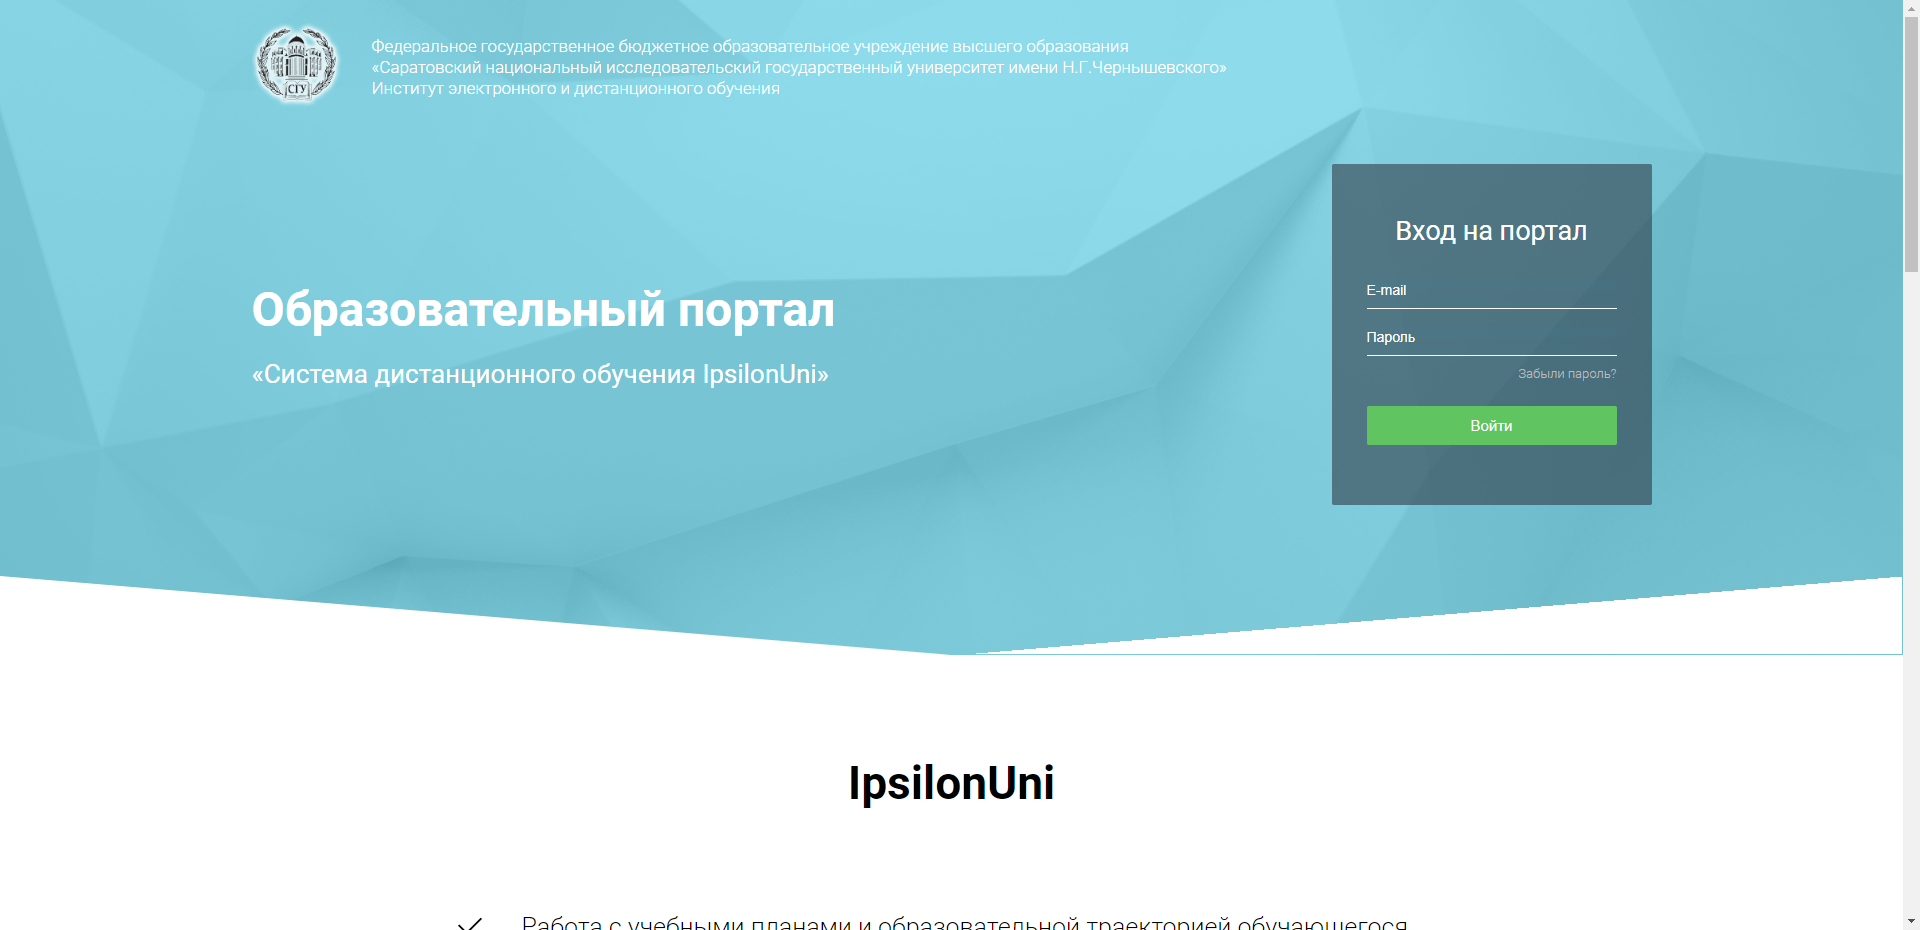 СГУ
Федеральное государственное бюджетное образовательное учреждение высшего образования
«Саратовский национальный исследовательский государственный университет имени Н.Г.Чернышевского»
Институт электронного и дистанционного обучения
Образовательный портал
«Система дистанционного обучения IpsilonUni»
Вход на портал
E-mail
Пароль
Забыли пароль?
Войти
IpsilonUni
Работа с учебными планами и образовательной траекторией обучающегося